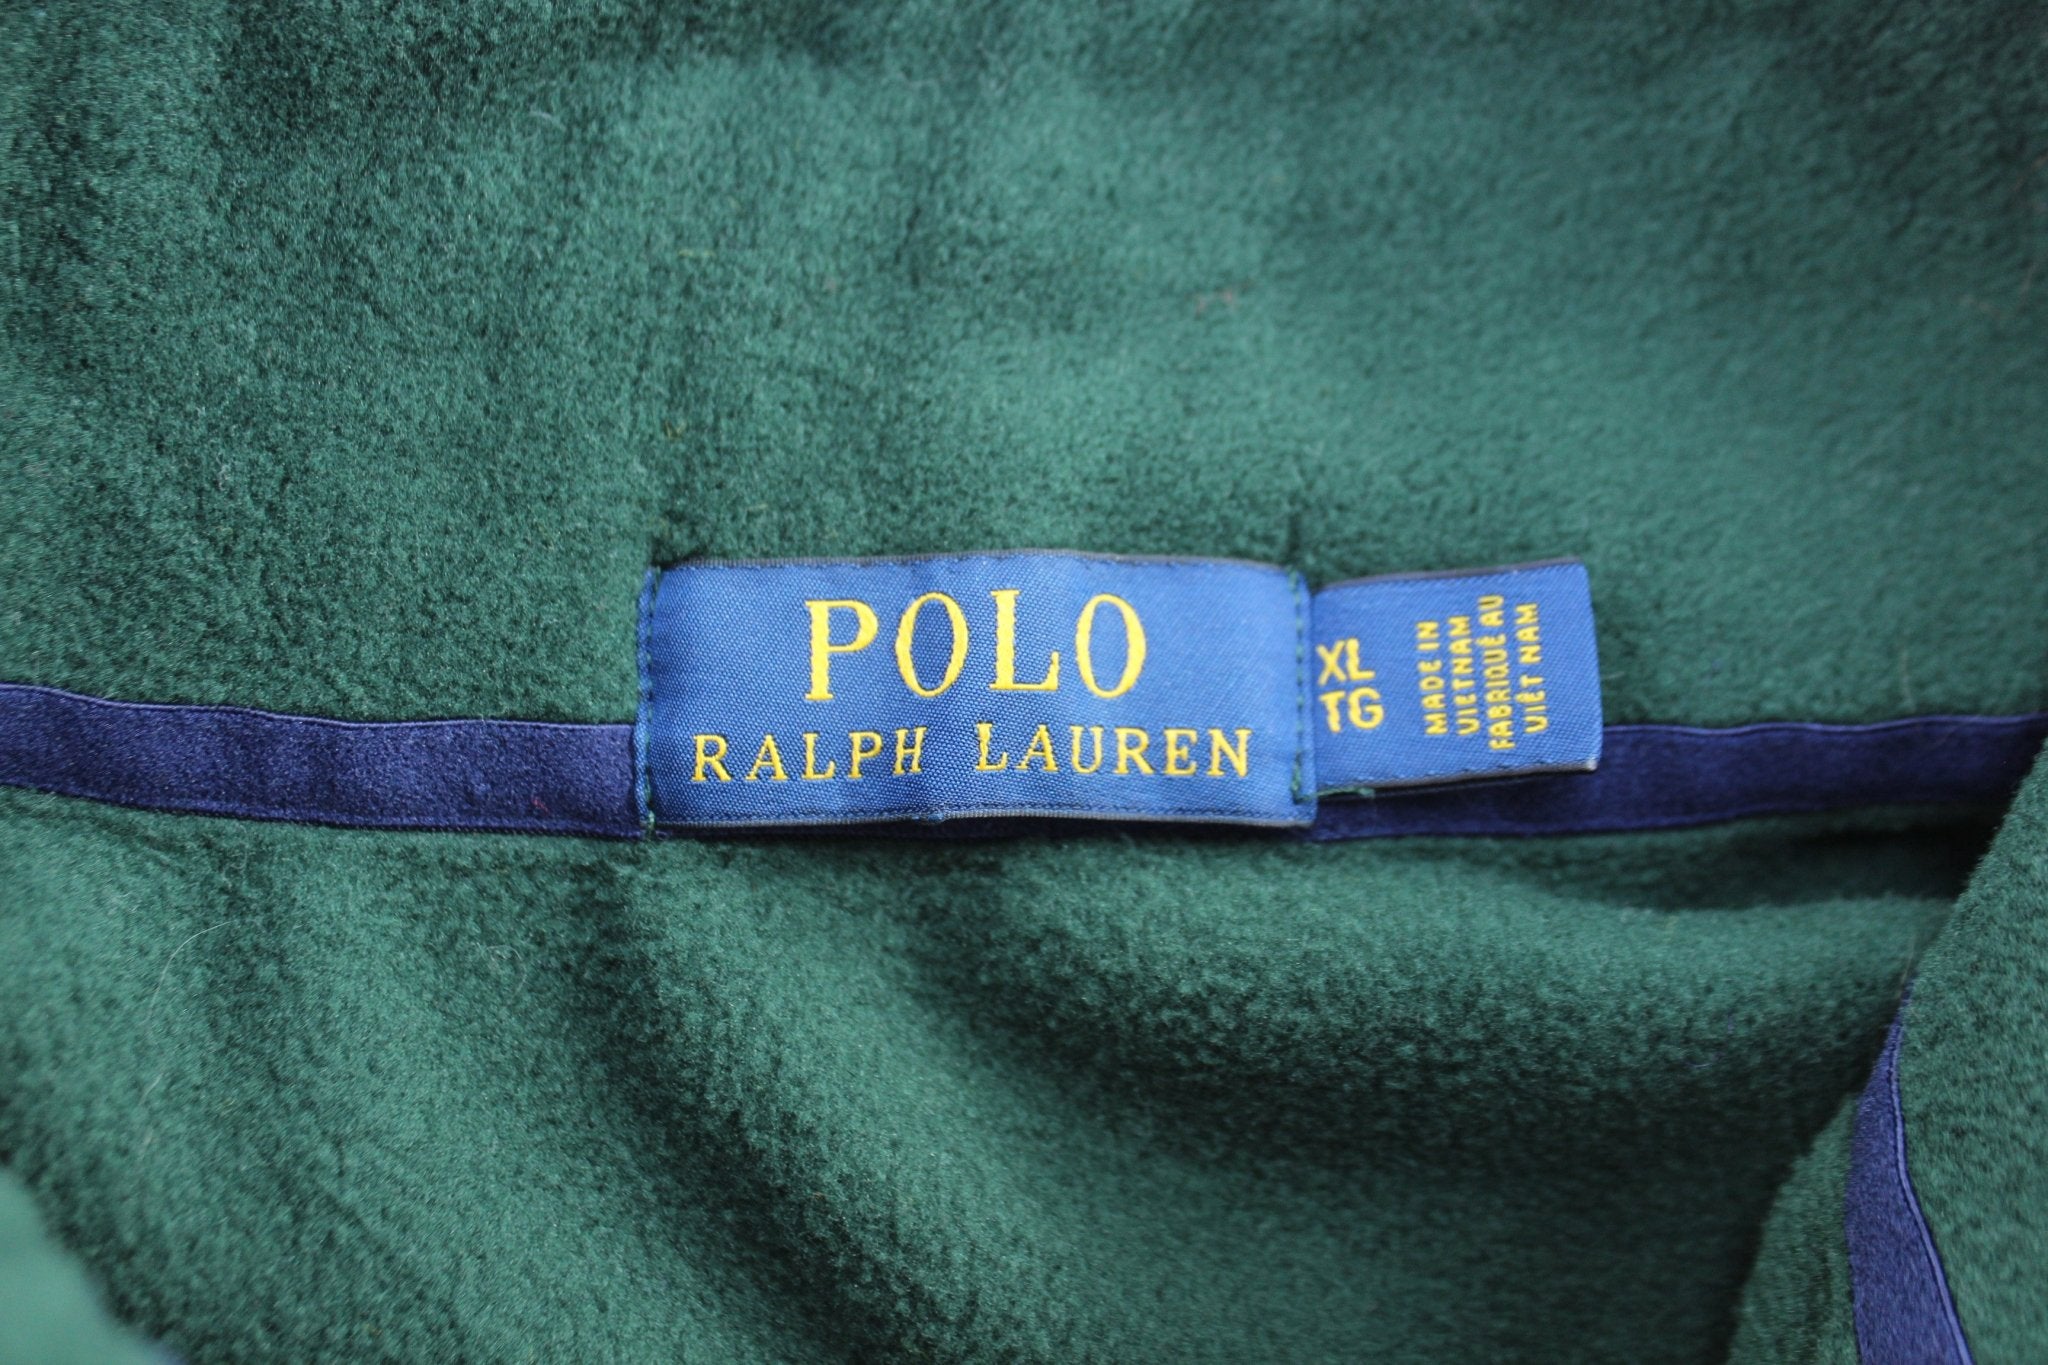 POLO
RALPH LAUREN
XL
TG
MADE IN
VIETNAM
FABRIQUÉ AU
VIÊT NAM